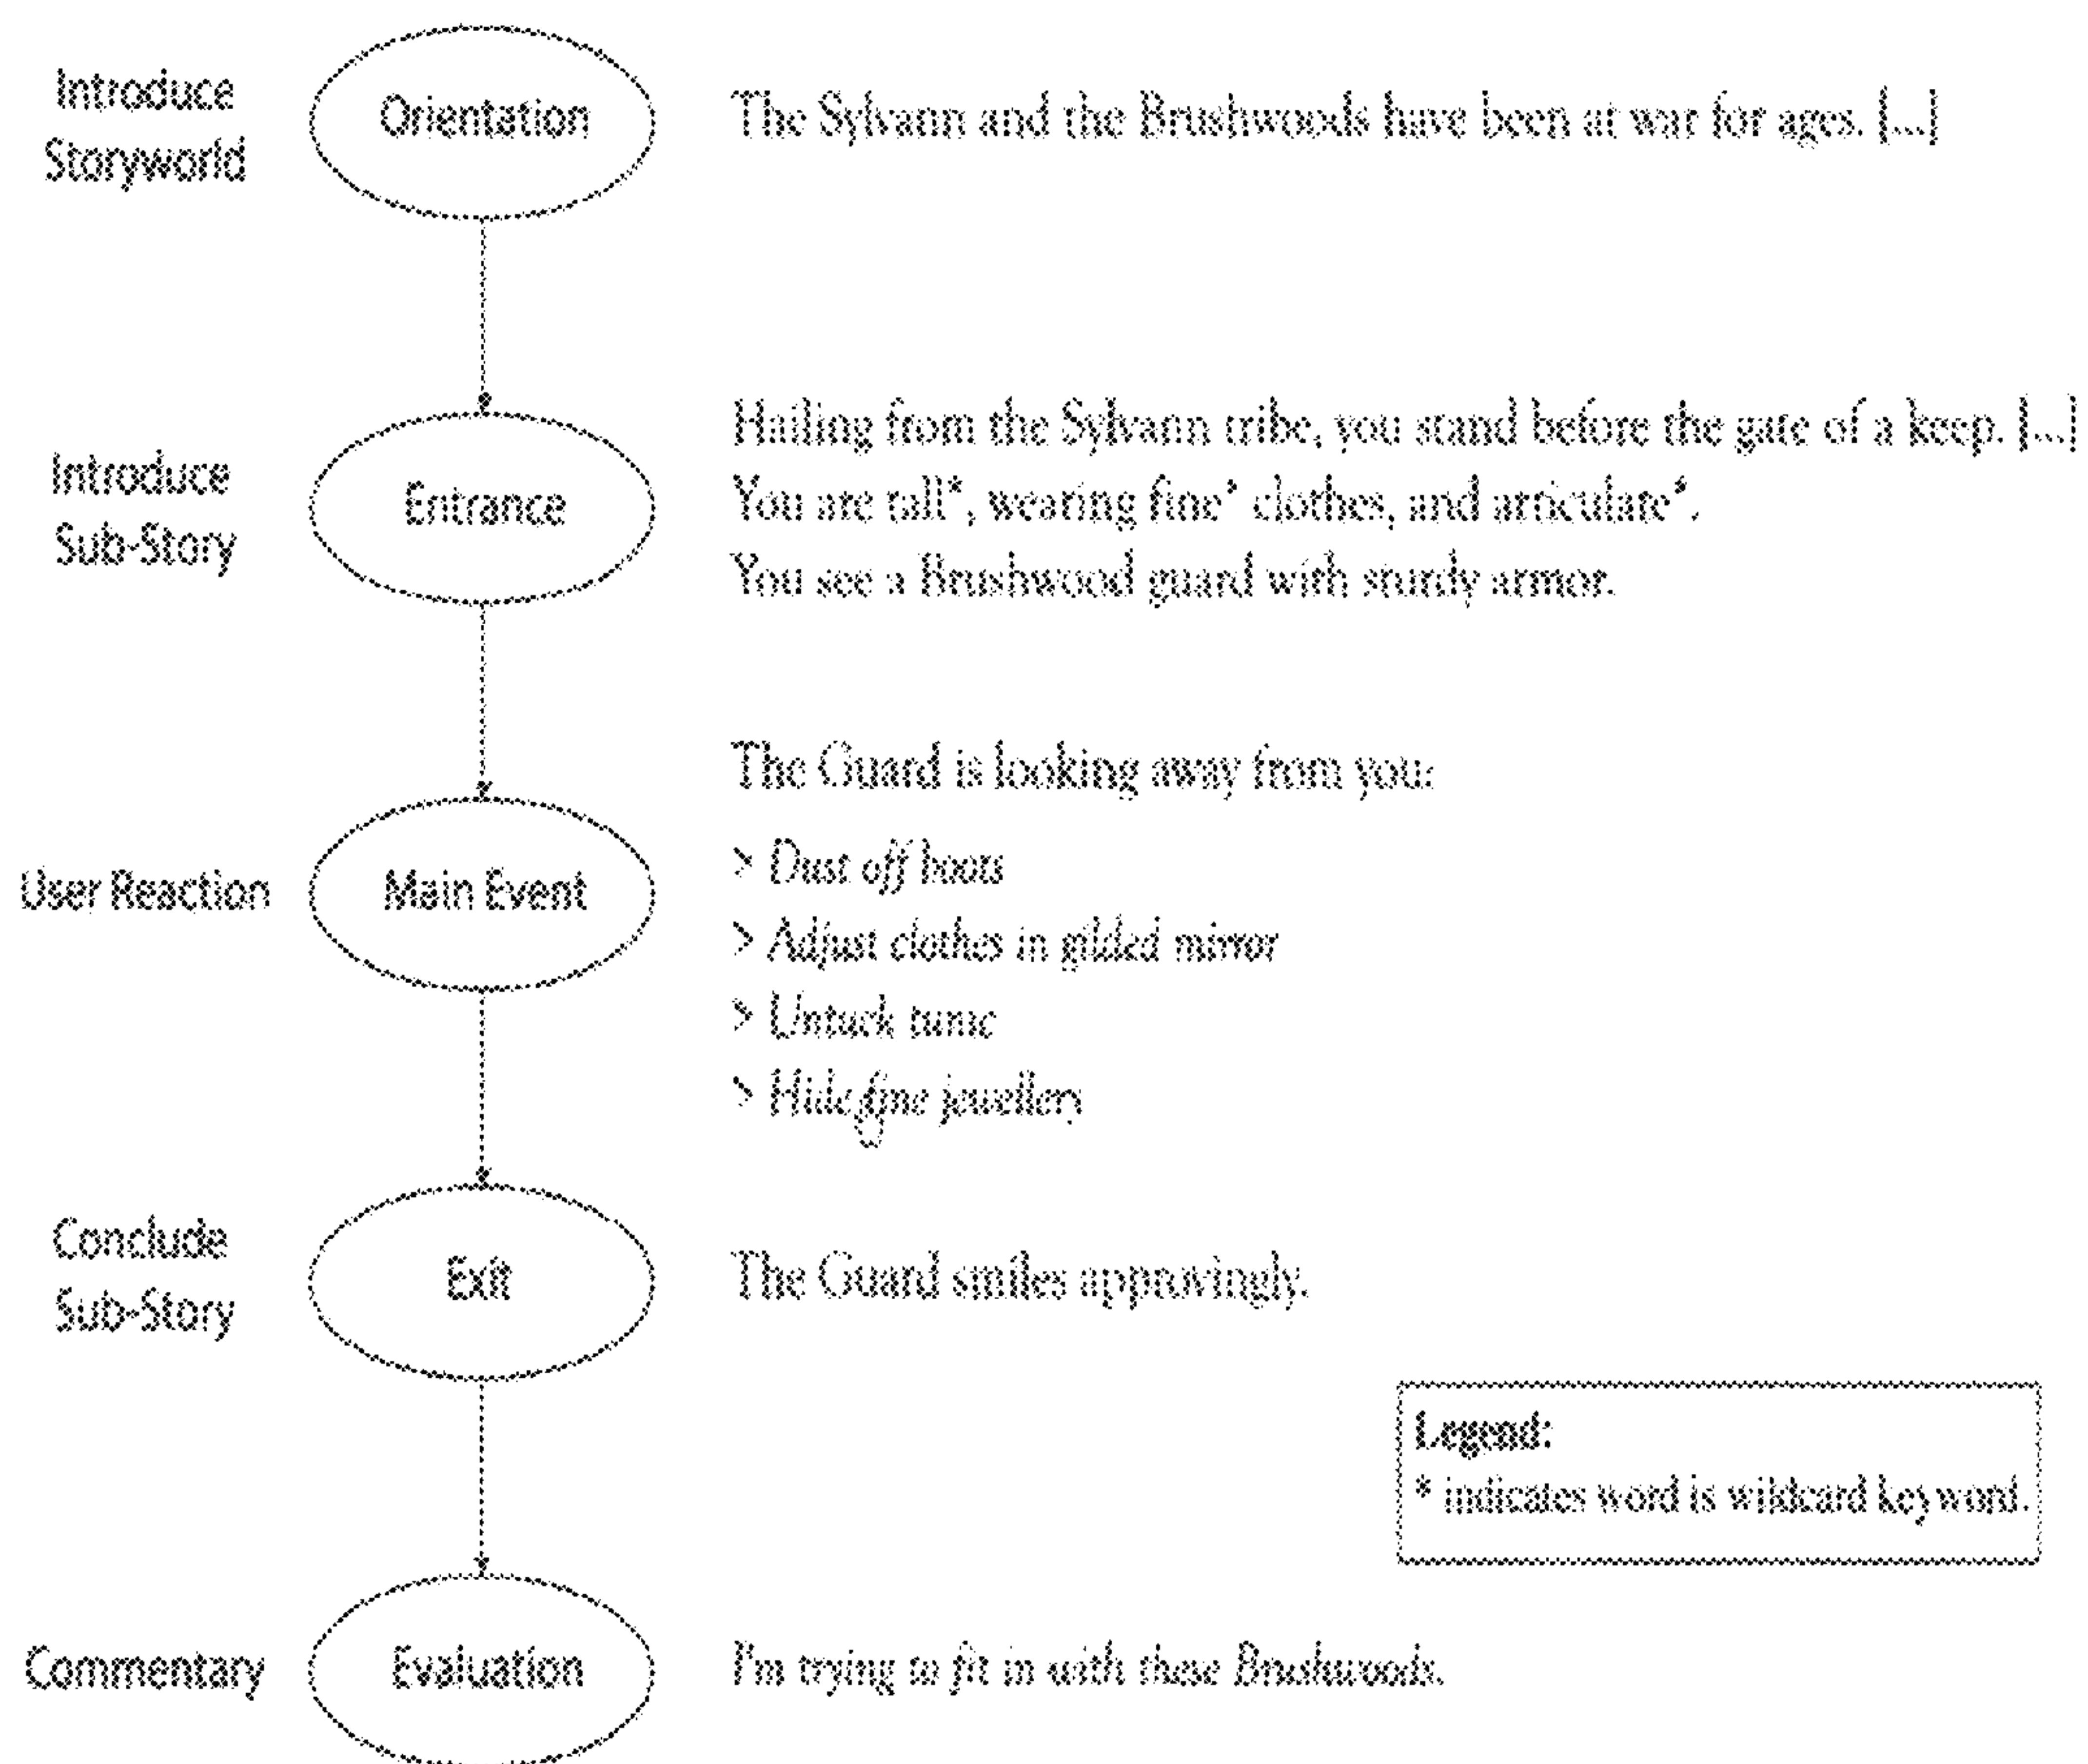 Introduce
Storyworld
Orientation
The Sylvann and the Brushwoods have been at war for ages. [...]
Introduce
Sub-Story
Entrance
Hailing from the Sylvann tribe, you stand before the gate of a keep. [...]
You are tall*, wearing fine* clothes, and articulate*.
You see a Brushwood guard with sturdy armor.
User Reaction
Main Event
The Guard is looking away from you:
> Dust off boots
> Adjust clothes in gilded mirror
> Untuck tunic
> Hide fine jewellery
Conclude
Sub-Story
Exit
The Guard smiles approvingly.
Legend:
* indicates word is wildcard keyword.
Commentary
Evaluation
I'm trying to fit in with these Brushwoods.